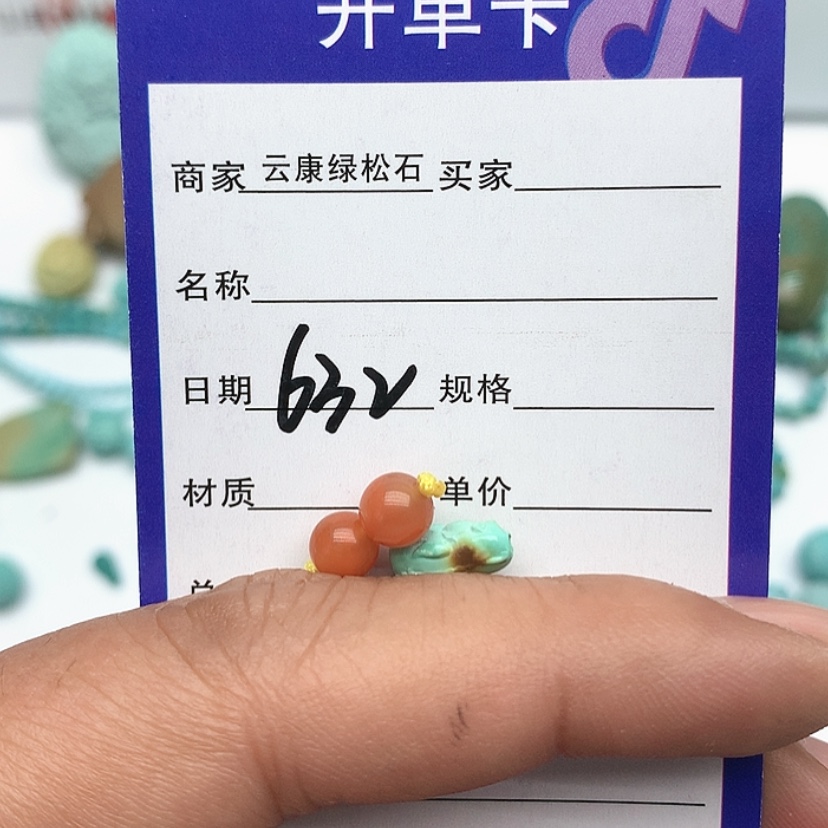 开单卡
商家 云康绿松石 买家
名称
日期 632 规格
材质 单价